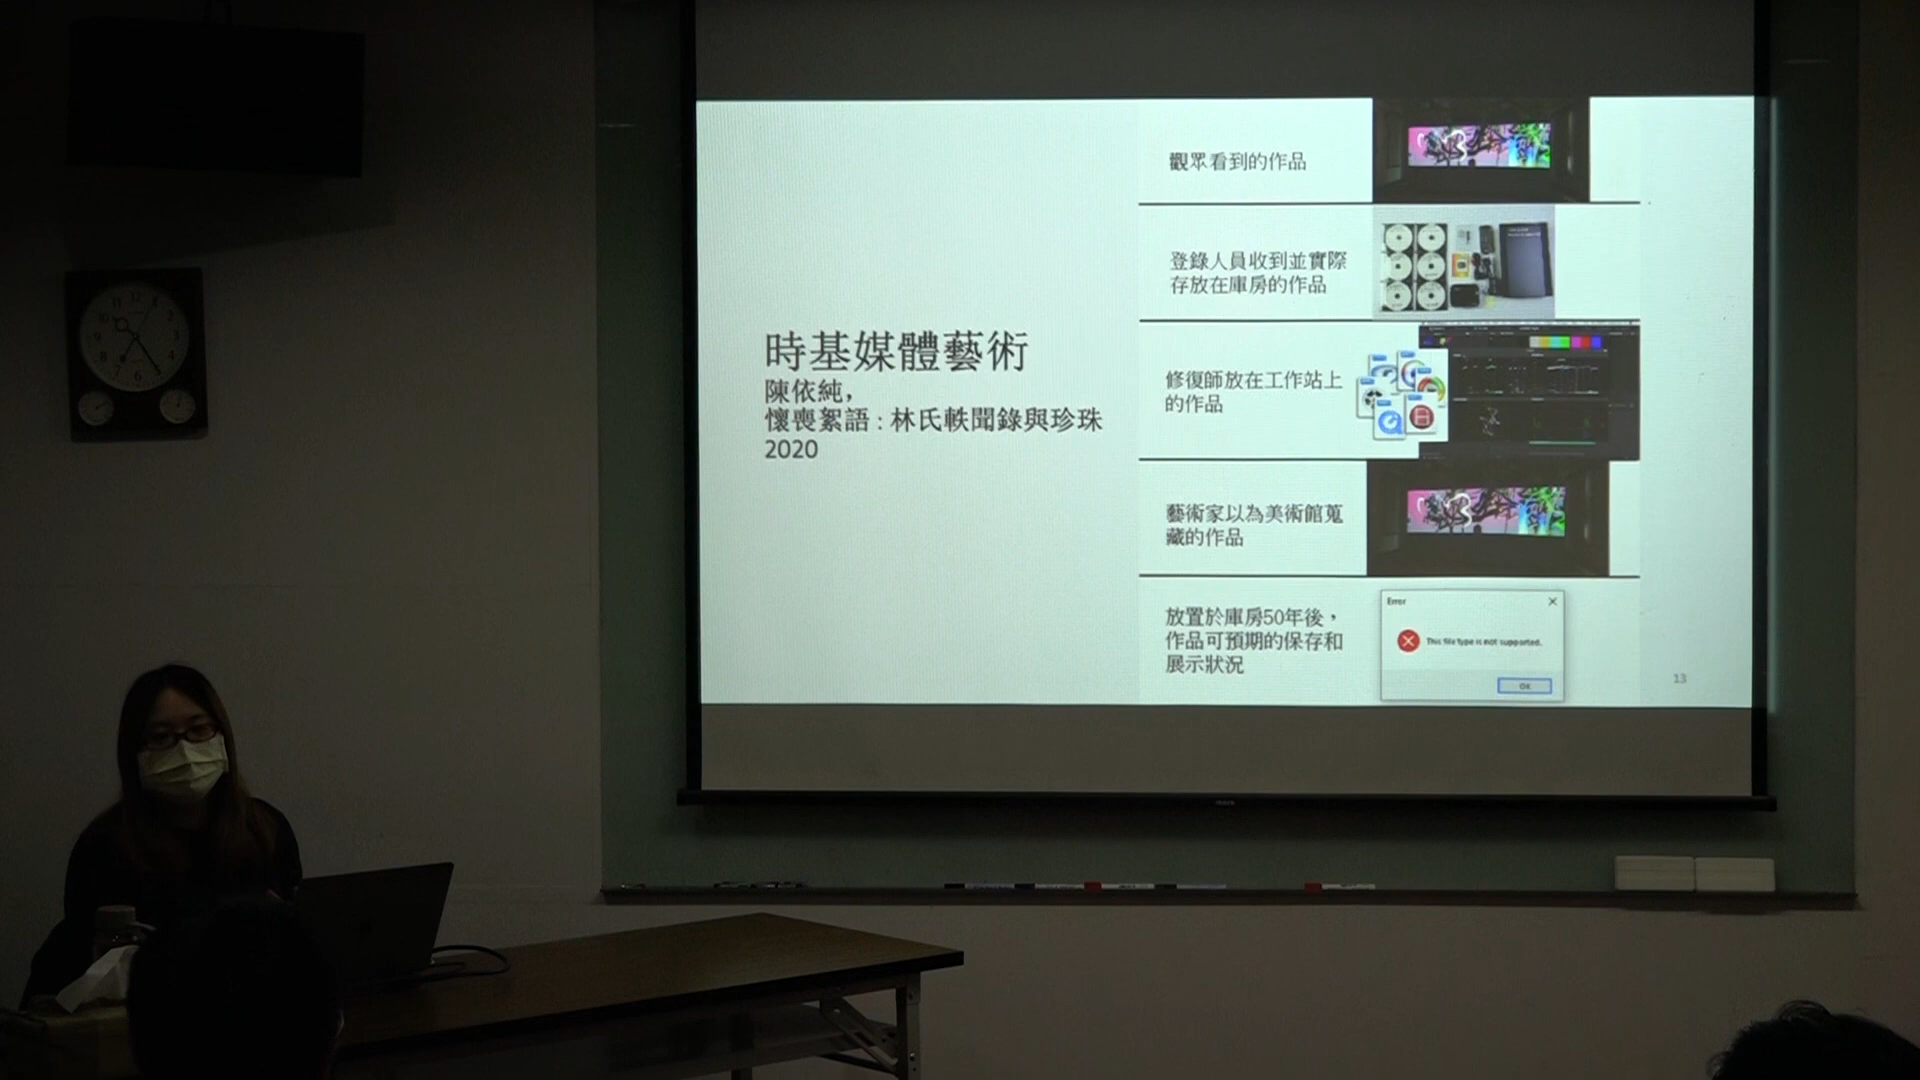 時基媒體藝術
陳依純,
懷喪絮語 : 林氏軼聞錄與珍珠
2020
觀眾看到的作品
登錄人員收到並實際
存放在庫房的作品
修復師放在工作站上
的作品
藝術家以為美術館蒐
藏的作品
放置於庫房50年後，
作品可預期的保存和
展示狀況
Error
This file type is not supported.
OK
13